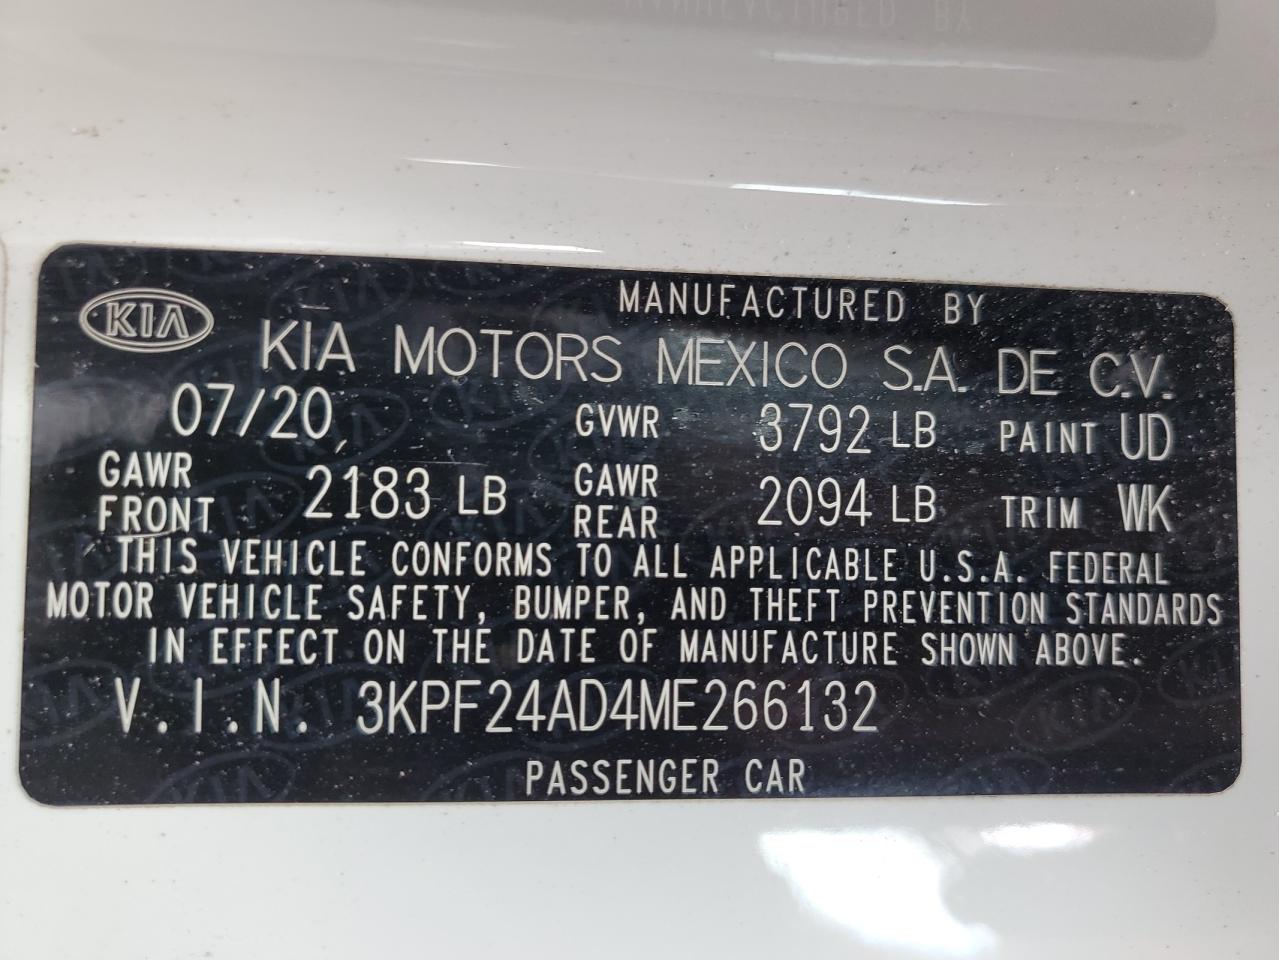 MANUFACTURED BY
KIA KIA MOTORS MEXICO S.A. DE C.V.
07/20 GVWR 3792 LB PAINT UD
GAWR FRONT 2183 LB GAWR REAR 2094 LB TRIM WK
THIS VEHICLE CONFORMS TO ALL APPLICABLE U.S.A. FEDERAL
MOTOR VEHICLE SAFETY, BUMPER, AND THEFT PREVENTION STANDARDS
IN EFFECT ON THE DATE OF MANUFACTURE SHOWN ABOVE.
V.I.N. 3KPF24AD4ME266132
PASSENGER CAR